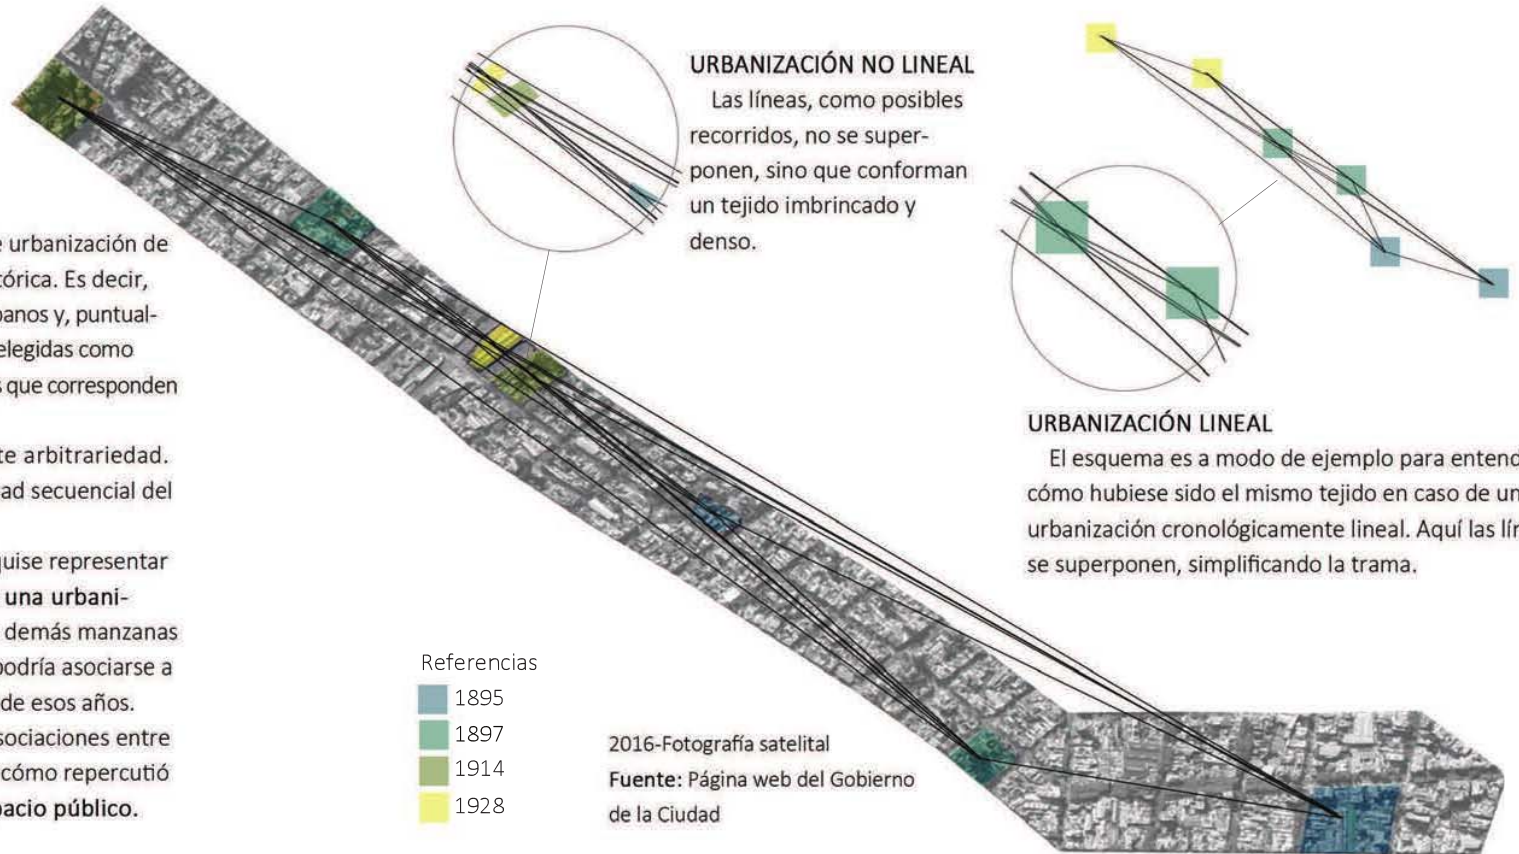 URBANIZACIÓN NO LINEAL
Las líneas, como posibles
recorridos, no se super-
ponen, sino que conforman
un tejido imbrincado y
denso.
urbanización de
tórica. Es decir,
banos y, puntual-
elegidas como
s que corresponden
te arbitrariedad.
ad secuencial del
quise representar
una urbani-
demás manzanas
podría asociarse a
de esos años.
sociaciones entre
cómo repercutió
pacio público.
URBANIZACIÓN LINEAL
El esquema es a modo de ejemplo para entend
cómo hubiese sido el mismo tejido en caso de un
urbanización cronológicamente lineal. Aquí las lín
se superponen, simplificando la trama.
Referencias
1895
1897
1914
1928
2016-Fotografía satelital
Fuente: Página web del Gobierno
de la Ciudad